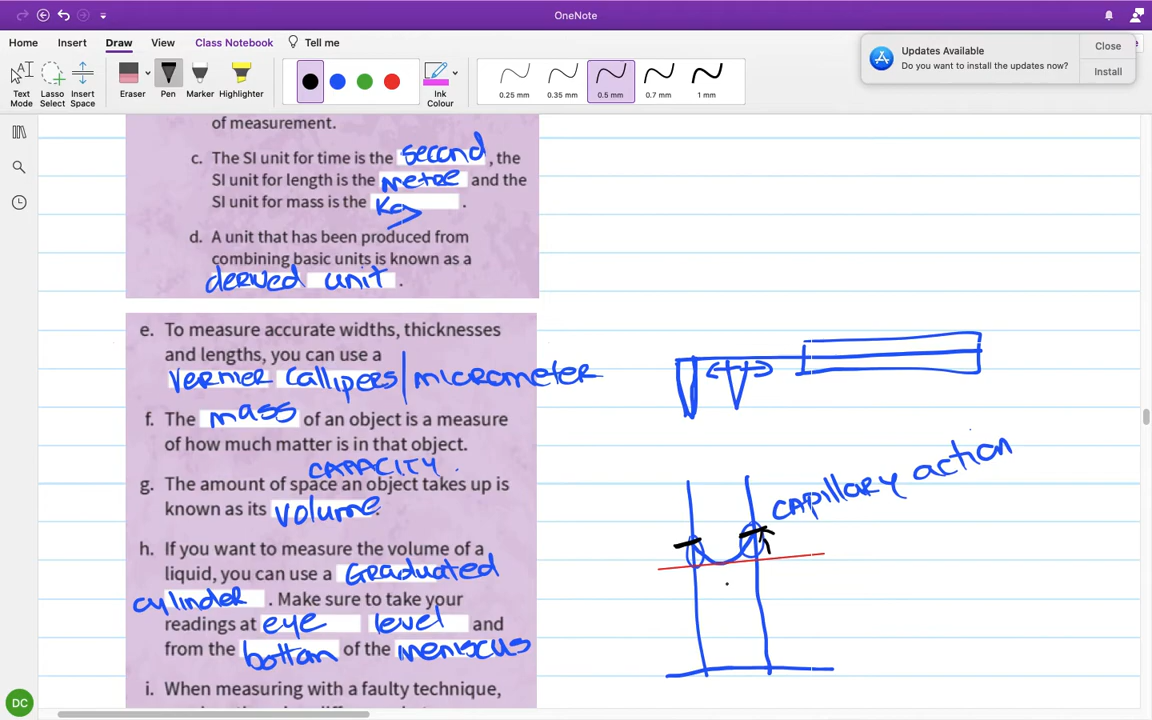 OneNote
Home Insert Draw View Class Notebook Tell me
Updates Available
Do you want to install the updates now?
Close
Install
Text Mode
Lasso Select
Insert Space
Eraser
Pen
Marker
Highlighter
Ink Colour
0.25 mm
0.35 mm
0.5 mm
0.7 mm
1 mm
of measurement.
c. The SI unit for time is the second, the
SI unit for length is the metre and the
SI unit for mass is the Kg.
d. A unit that has been produced from
combining basic units is known as a
derived unit.
e. To measure accurate widths, thicknesses
and lengths, you can use a
Vernier Callipers/micrometer
f. The mass of an object is a measure
of how much matter is in that object.
CAPACITY.
g. The amount of space an object takes up is
known as its volume.
h. If you want to measure the volume of a
liquid, you can use a Graduated
cylinder. Make sure to take your
readings at eye level and
from the bottom of the meniscus
i. When measuring with a faulty technique,
capillary action
DC